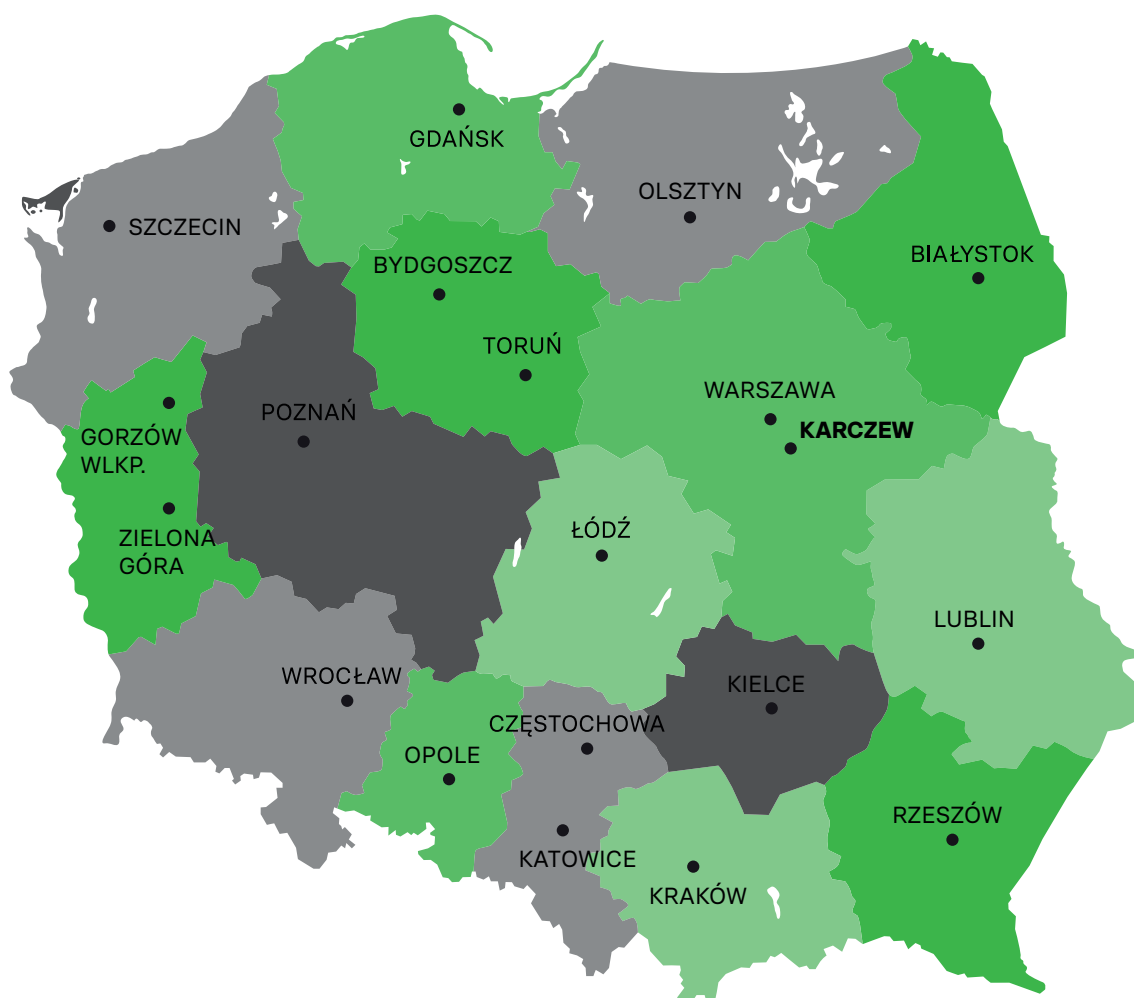 GDAŃSK
OLSZTYN
SZCZECIN
BIAŁYSTOK
BYDGOSZCZ
TORUŃ
WARSZAWA
KARCZEW
POZNAŃ
GORZÓW
WLKP.
ZIELONA
GÓRA
ŁÓDŹ
LUBLIN
WROCŁAW
KIELCE
CZĘSTOCHOWA
OPOLE
RZESZÓW
KATOWICE
KRAKÓW